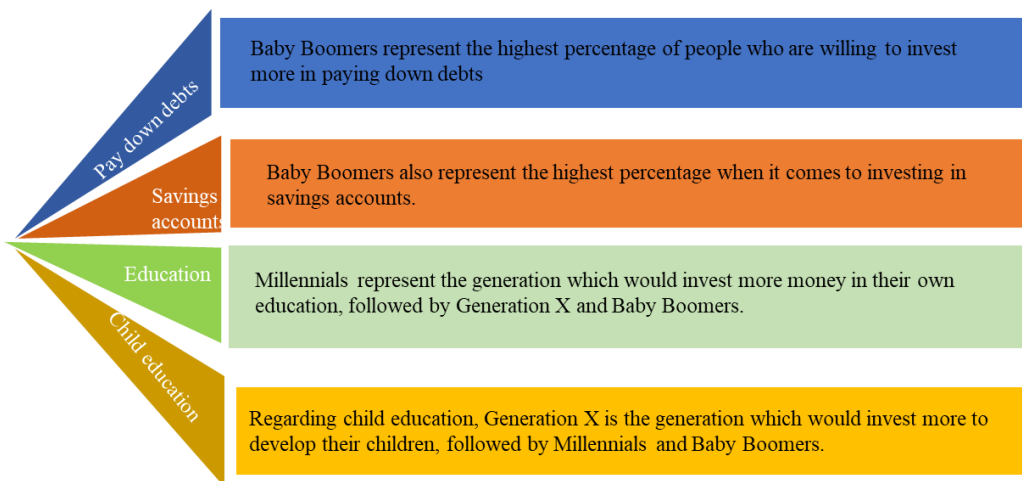 Pay down debts
Baby Boomers represent the highest percentage of people who are willing to invest
more in paying down debts
Savings
accounts
Baby Boomers also represent the highest percentage when it comes to investing in
savings accounts.
Education
Millennials represent the generation which would invest more money in their own
education, followed by Generation X and Baby Boomers.
Child education
Regarding child education, Generation X is the generation which would invest more to
develop their children, followed by Millennials and Baby Boomers.